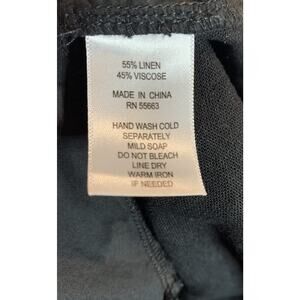 55% LINEN
45% VISCOSE
MADE IN CHINA
RN 55663
HAND WASH COLD
SEPARATELY
MILD SOAP
DO NOT BLEACH
LINE DRY
WARM IRON
IF NEEDED